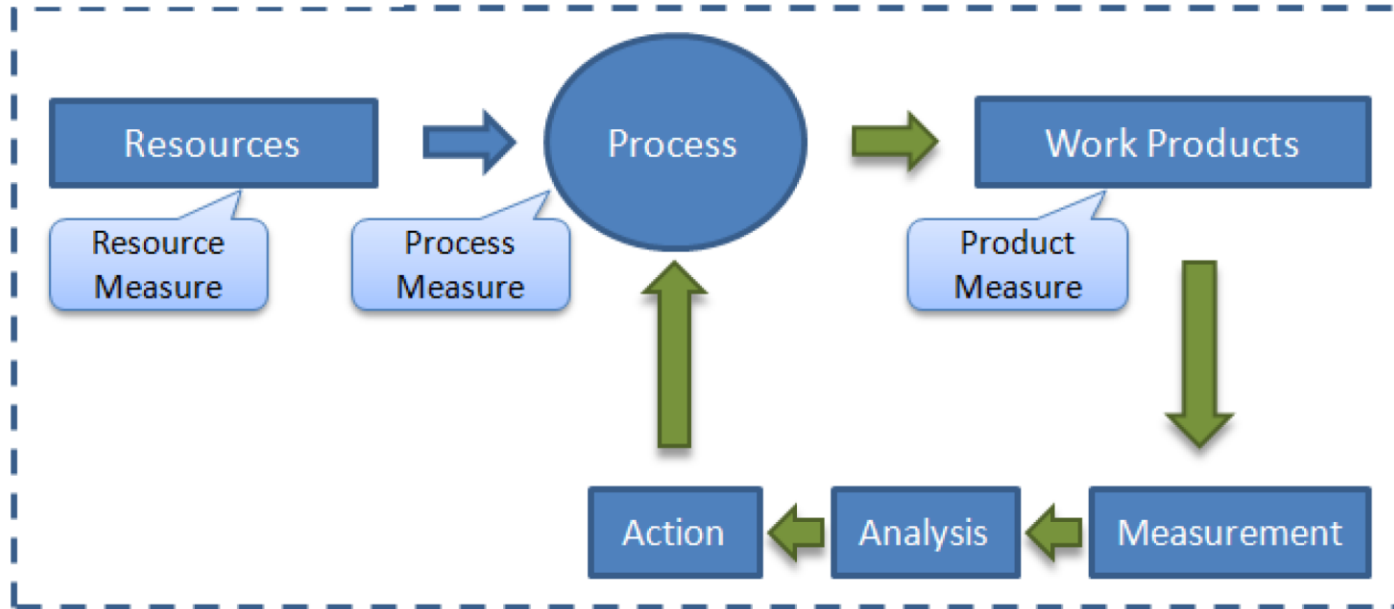 Resources
Process
Work Products
Resource
Measure
Process
Measure
Product
Measure
Action
Analysis
Measurement